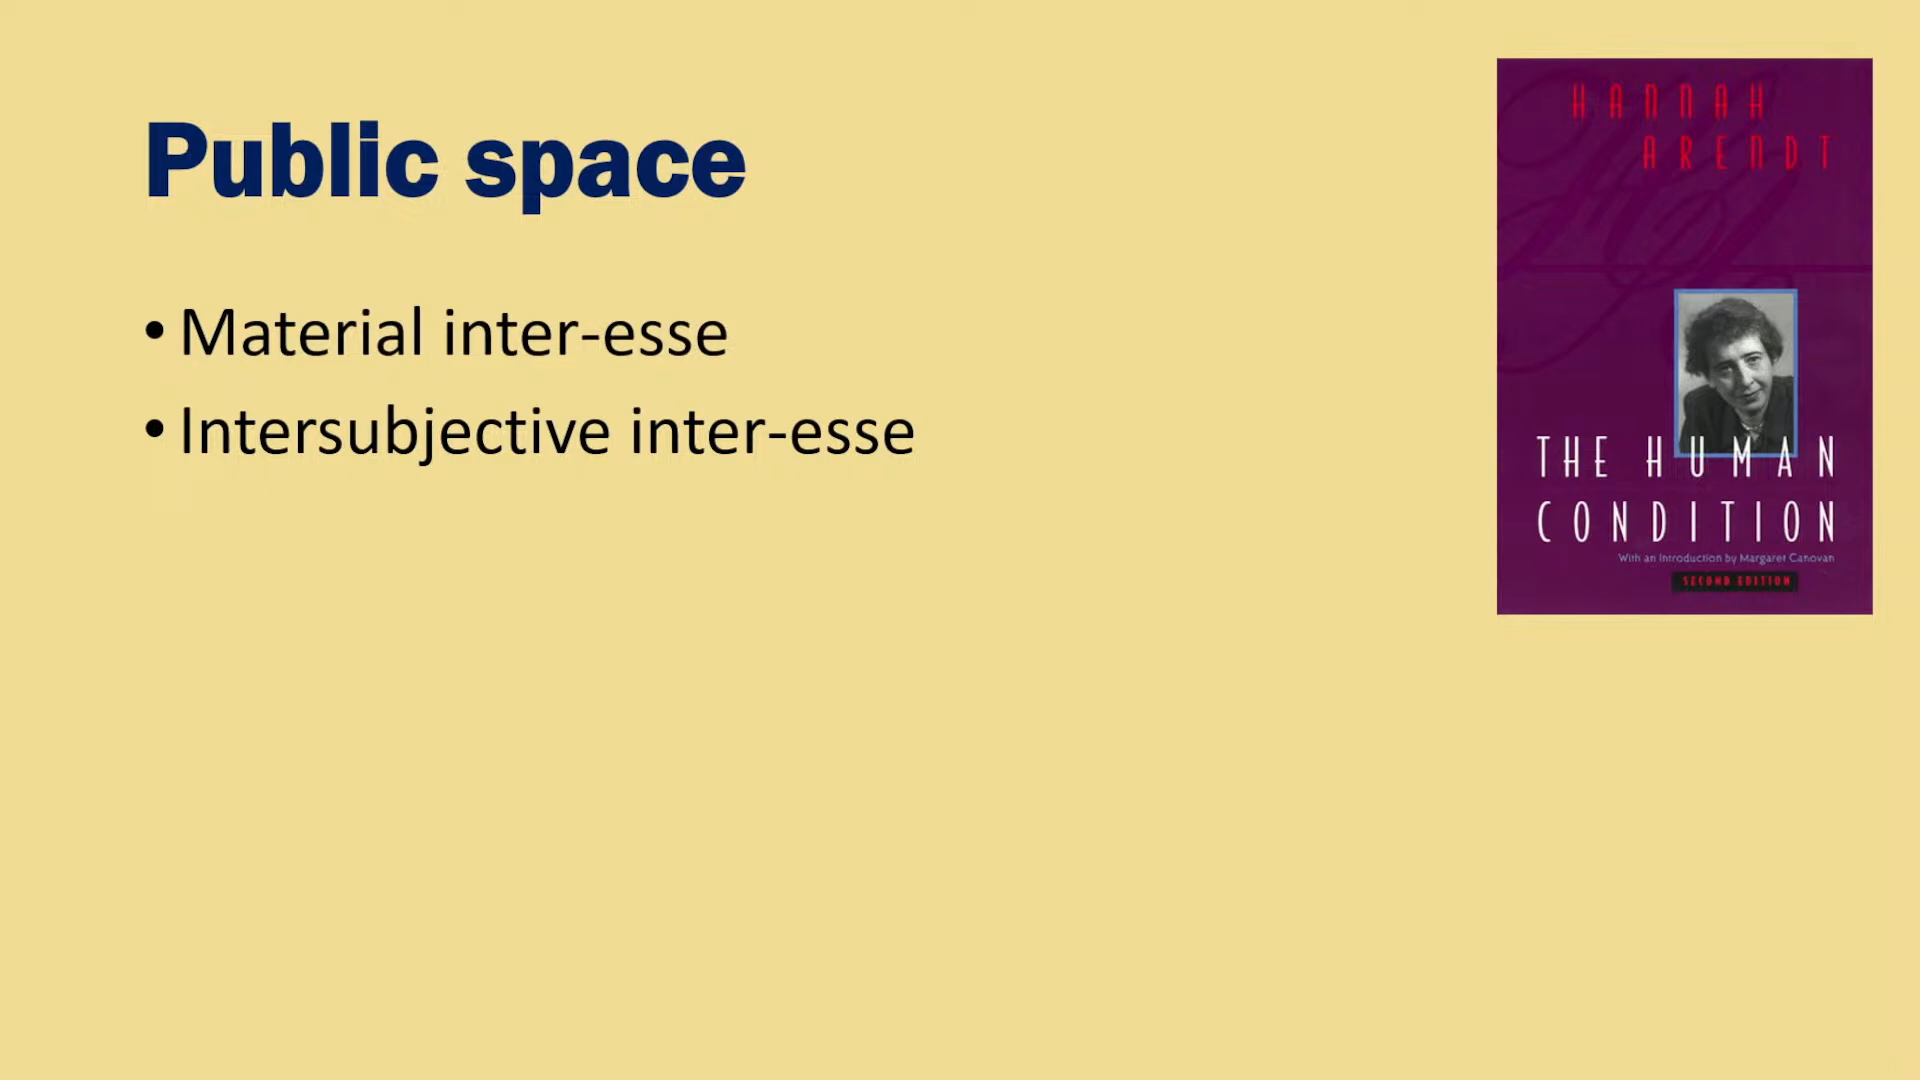 Public space
• Material inter-esse
• Intersubjective inter-esse
HANNAH
ARENDT
THE HUMAN
CONDITION
With an Introduction by Margaret Canovan
SECOND EDITION